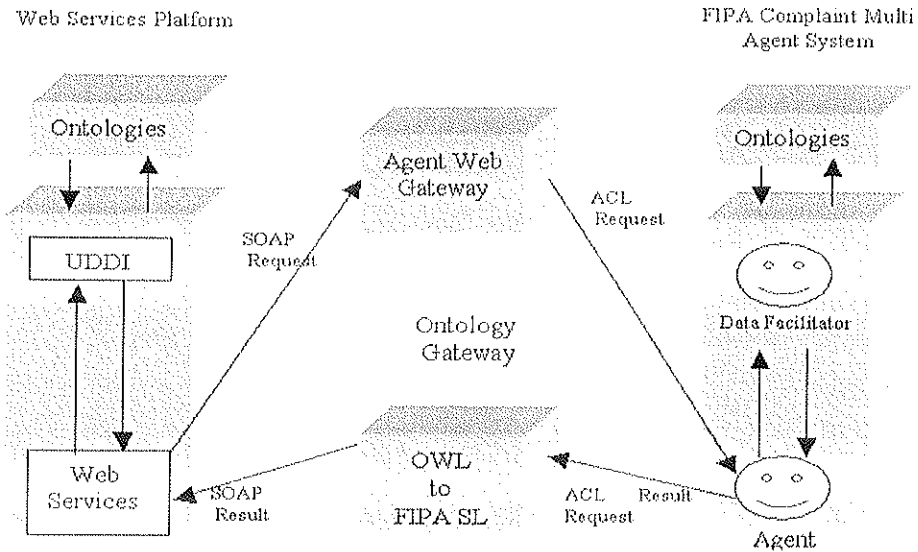 Web Services Platform
FIPA Complaint Multi
Agent System
Ontologies
Agent Web
Gateway
Ontologies
ACL
Request
SOAP
Request
UDDI
Data Facilitator
Ontology
Gateway
Web
Services
SOAP
Result
OWL
to
FIPA SL
ACL Result
Request
Agent